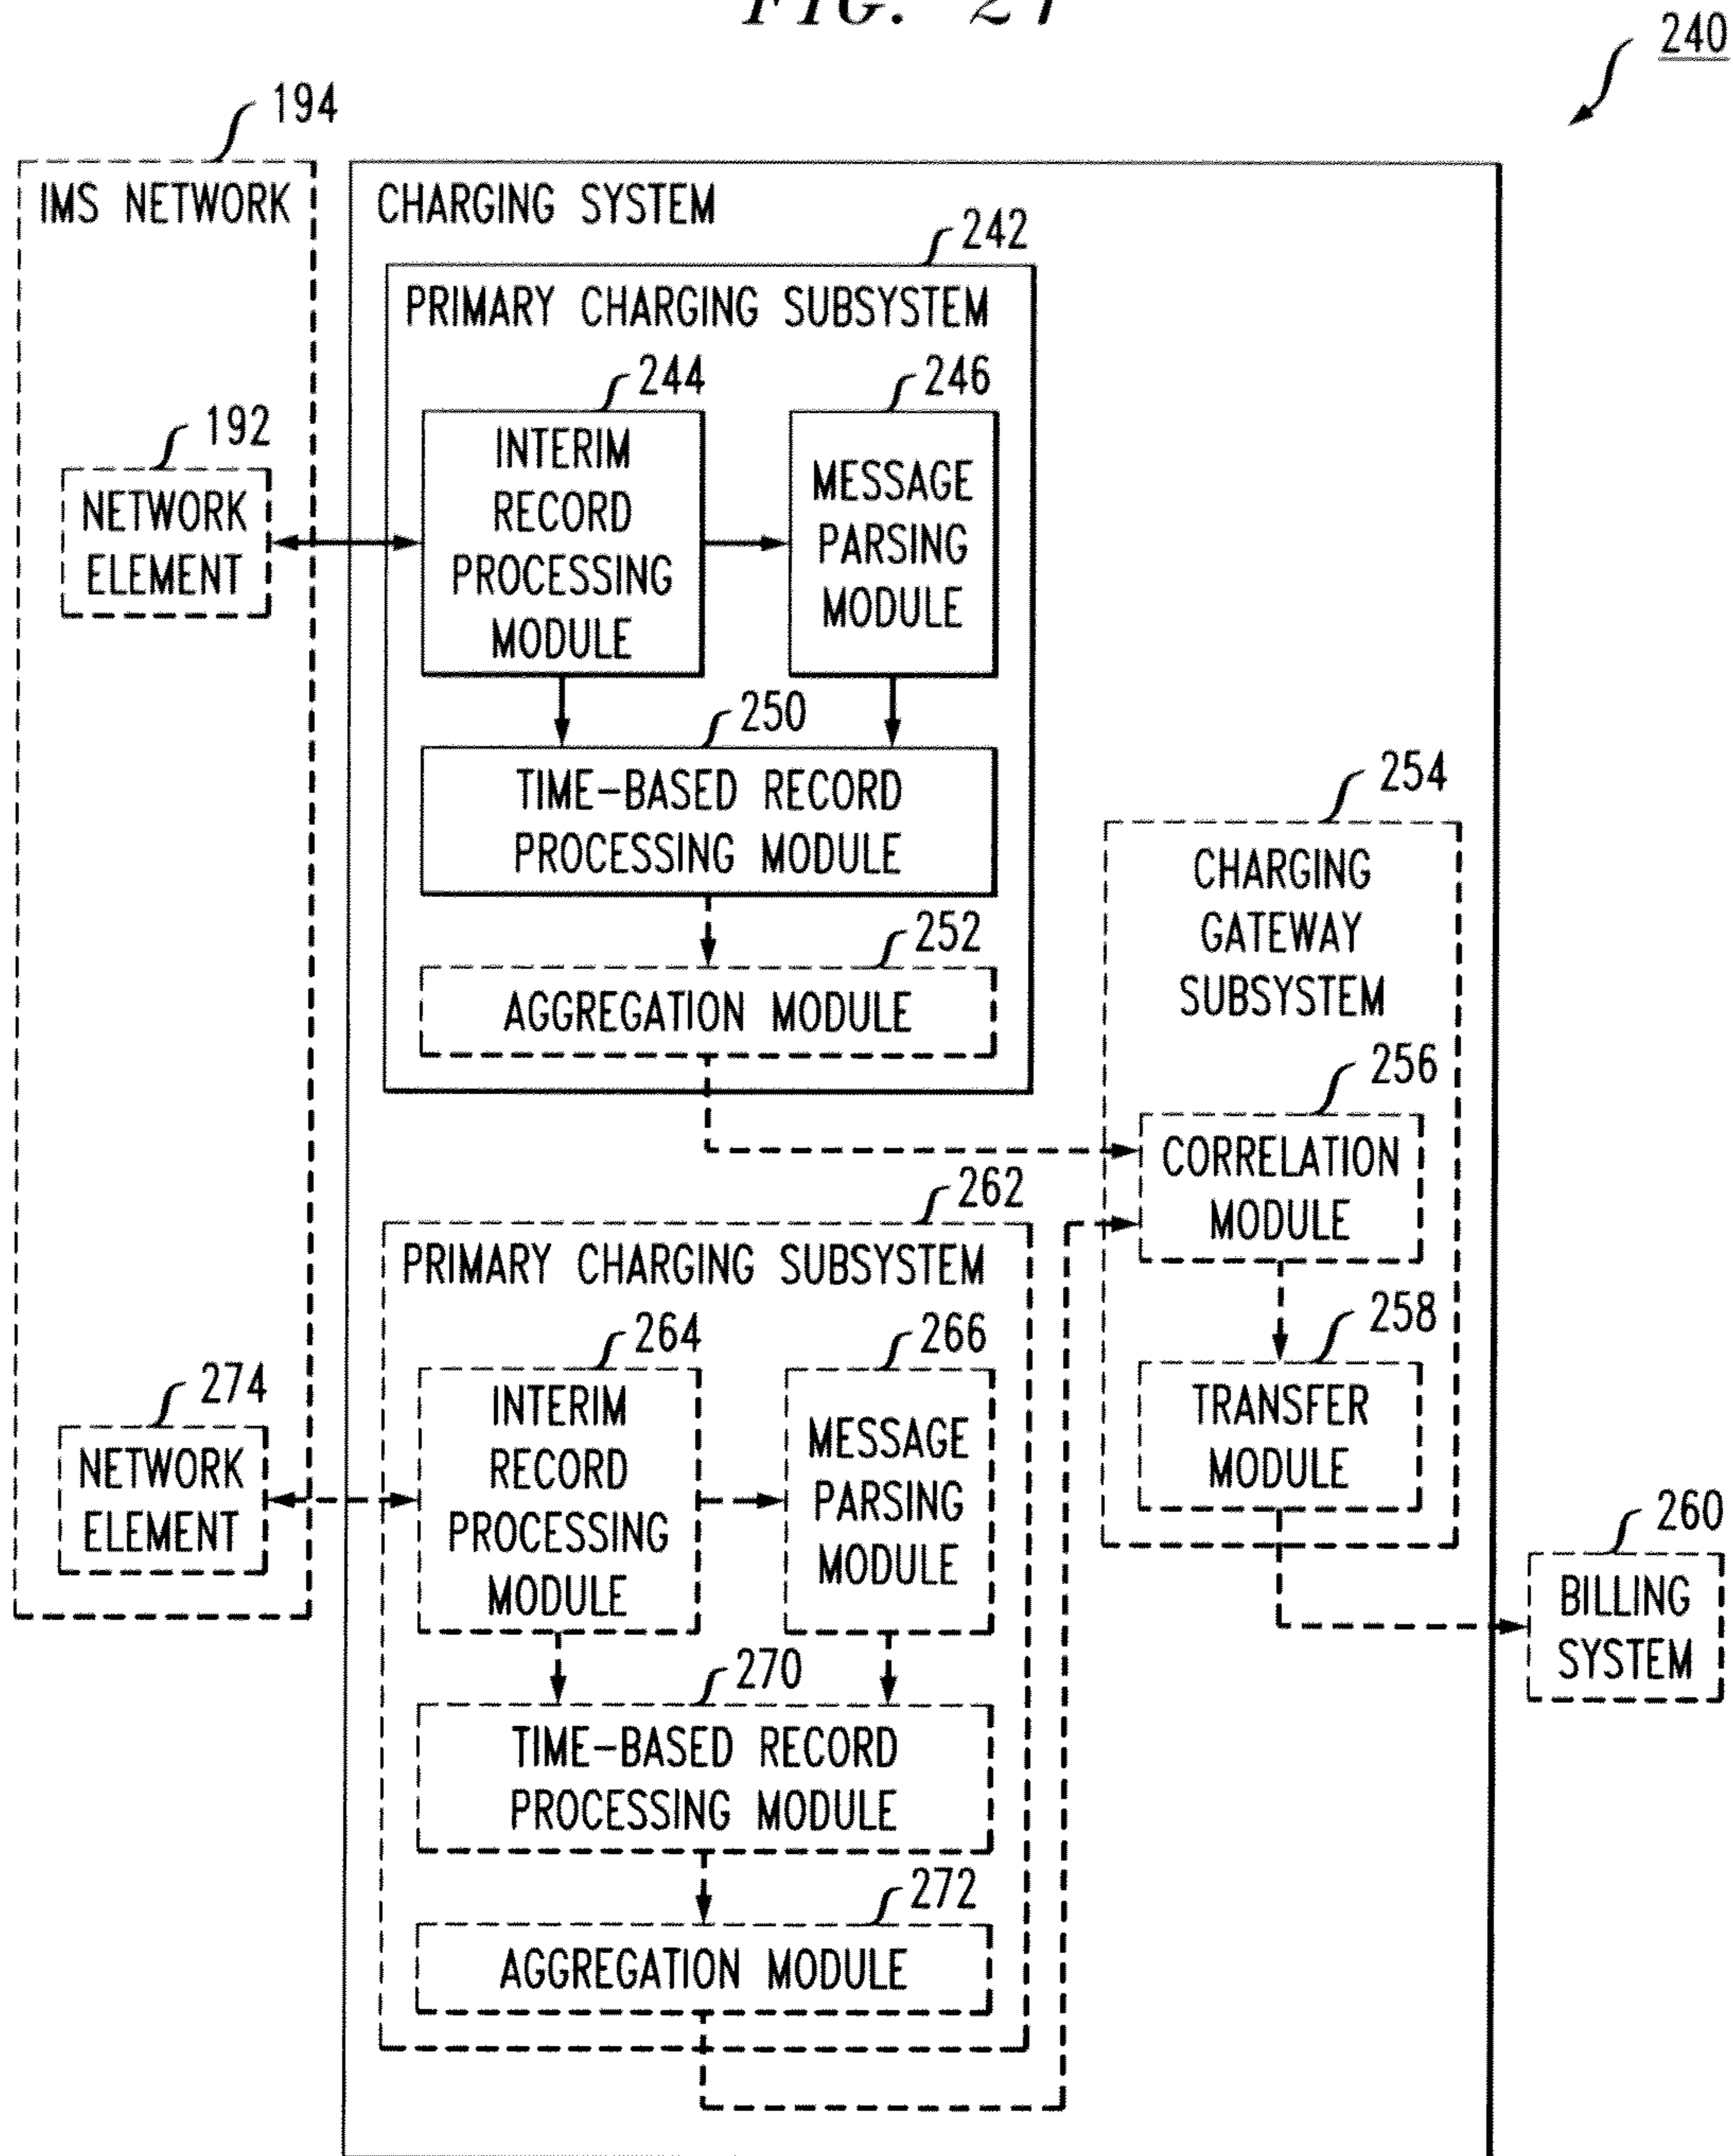 FIG. 27
240
194
IMS NETWORK
CHARGING SYSTEM
242
PRIMARY CHARGING SUBSYSTEM
244
246
192
NETWORK
ELEMENT
INTERIM
RECORD
PROCESSING
MODULE
MESSAGE
PARSING
MODULE
250
TIME-BASED RECORD
PROCESSING MODULE
252
AGGREGATION MODULE
254
CHARGING
GATEWAY
SUBSYSTEM
256
CORRELATION
MODULE
258
TRANSFER
MODULE
260
BILLING
SYSTEM
262
PRIMARY CHARGING SUBSYSTEM
264
266
274
NETWORK
ELEMENT
INTERIM
RECORD
PROCESSING
MODULE
MESSAGE
PARSING
MODULE
270
TIME-BASED RECORD
PROCESSING MODULE
272
AGGREGATION MODULE